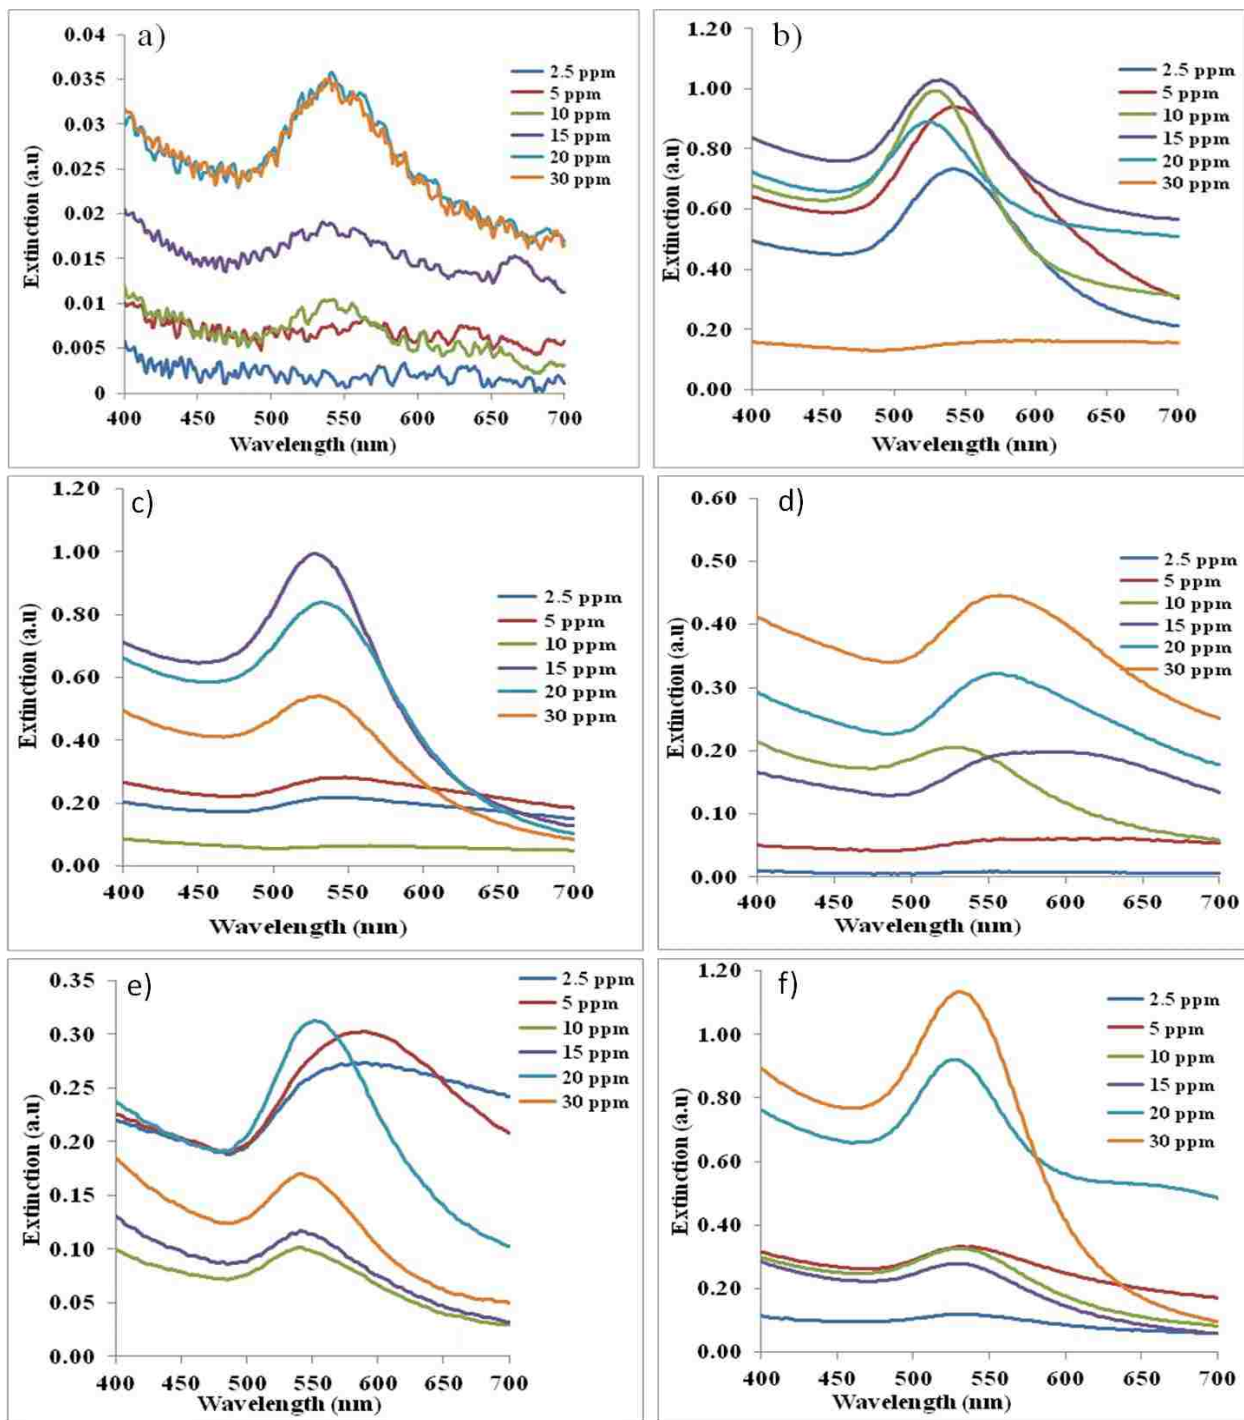 a)
0.04
0.035
0.03
0.025
0.02
0.015
0.01
0.005
0
400 450 500 550 600 650 700
Wavelength (nm)
Extinction (a.u)
2.5 ppm
5 ppm
10 ppm
15 ppm
20 ppm
30 ppm
b)
1.20
1.00
0.80
0.60
0.40
0.20
0.00
400 450 500 550 600 650 700
Wavelength (nm)
Extinction (a.u)
2.5 ppm
5 ppm
10 ppm
15 ppm
20 ppm
30 ppm
c)
1.20
1.00
0.80
0.60
0.40
0.20
0.00
400 450 500 550 600 650 700
Wavelength (nm)
Extinction (a.u)
2.5 ppm
5 ppm
10 ppm
15 ppm
20 ppm
30 ppm
d)
0.60
0.50
0.40
0.30
0.20
0.10
0.00
400 450 500 550 600 650 700
Wavelength (nm)
Extinction (a.u)
2.5 ppm
5 ppm
10 ppm
15 ppm
20 ppm
30 ppm
e)
0.35
0.30
0.25
0.20
0.15
0.10
0.05
0.00
400 450 500 550 600 650 700
Wavelength (nm)
Extinction (a.u)
2.5 ppm
5 ppm
10 ppm
15 ppm
20 ppm
30 ppm
f)
1.20
1.00
0.80
0.60
0.40
0.20
0.00
400 450 500 550 600 650 700
Wavelength (nm)
Extinction (a.u)
2.5 ppm
5 ppm
10 ppm
15 ppm
20 ppm
30 ppm